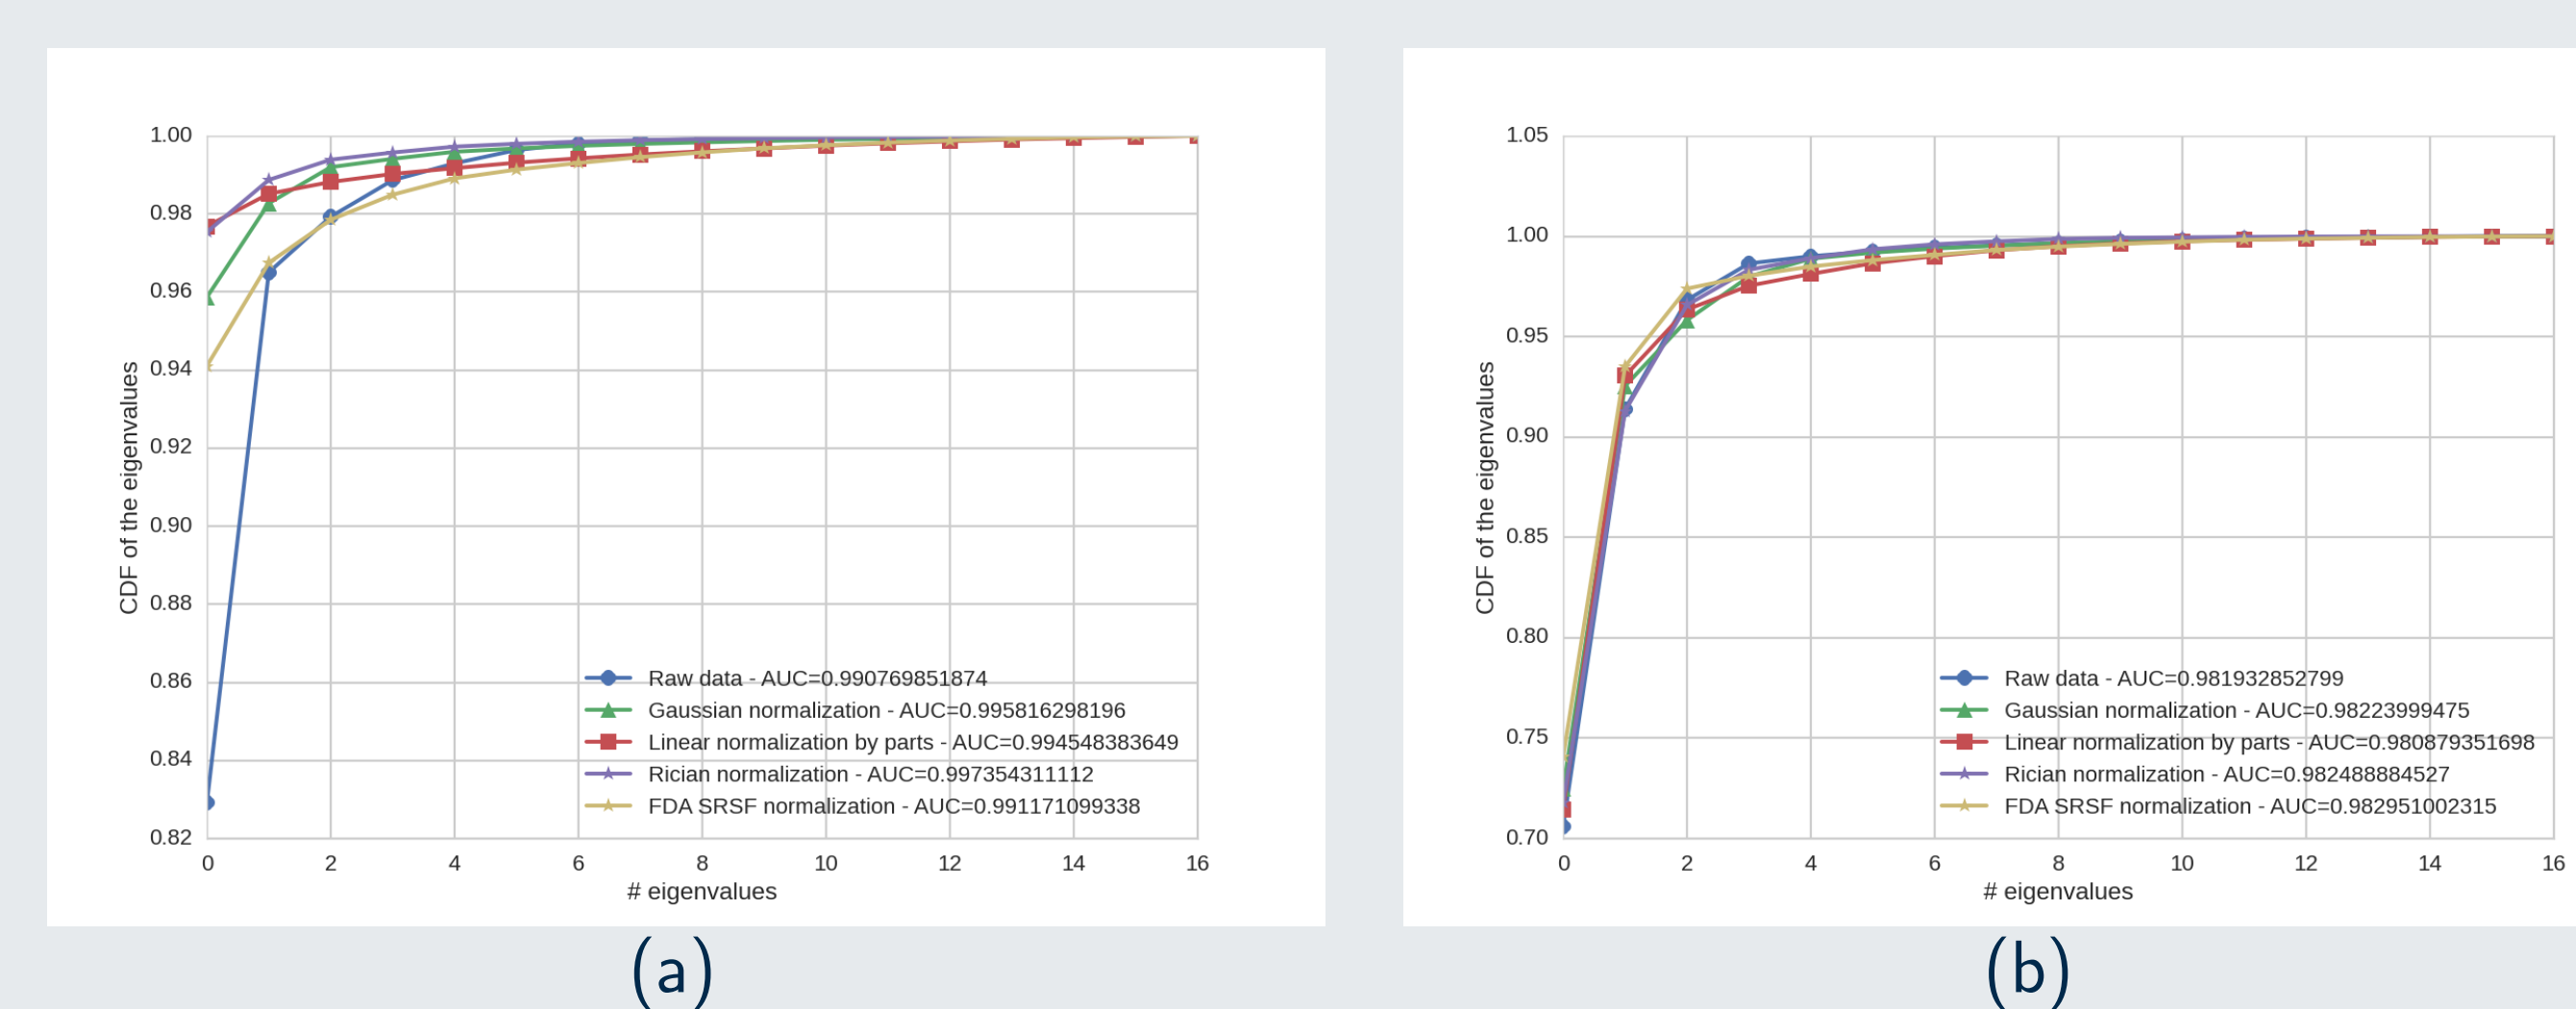 1.00
0.98
0.96
0.94
0.92
0.90
0.88
0.86
0.84
0.82
CDF of the eigenvalues
Raw data - AUC=0.990769851874
Gaussian normalization - AUC=0.995816298196
Linear normalization by parts - AUC=0.994548383649
Rician normalization - AUC=0.997354311112
FDA SRSF normalization - AUC=0.991171099338
0 2 4 6 8 10 12 14 16
# eigenvalues
(a)
1.05
1.00
0.95
0.90
0.85
0.80
0.75
0.70
CDF of the eigenvalues
Raw data - AUC=0.981932852799
Gaussian normalization - AUC=0.98223999475
Linear normalization by parts - AUC=0.980879351698
Rician normalization - AUC=0.982488884527
FDA SRSF normalization - AUC=0.982951002315
0 2 4 6 8 10 12 14 16
# eigenvalues
(b)